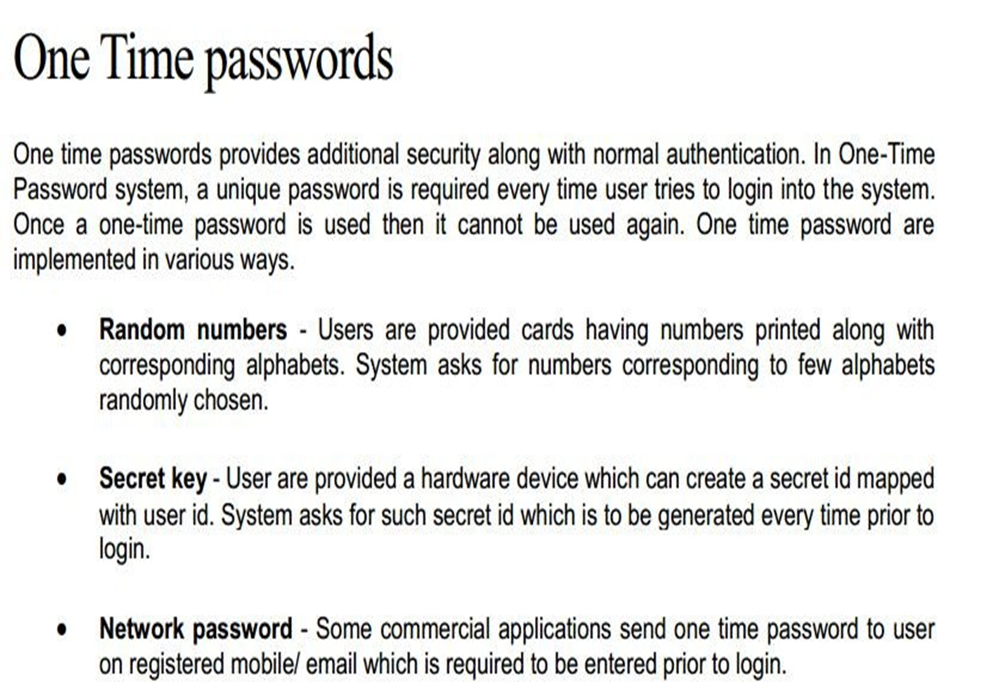 One Time passwords
One time passwords provides additional security along with normal authentication. In One-Time
Password system, a unique password is required every time user tries to login into the system.
Once a one-time password is used then it cannot be used again. One time password are
implemented in various ways.
• Random numbers - Users are provided cards having numbers printed along with
corresponding alphabets. System asks for numbers corresponding to few alphabets
randomly chosen.
• Secret key - User are provided a hardware device which can create a secret id mapped
with user id. System asks for such secret id which is to be generated every time prior to
login.
• Network password - Some commercial applications send one time password to user
on registered mobile/ email which is required to be entered prior to login.